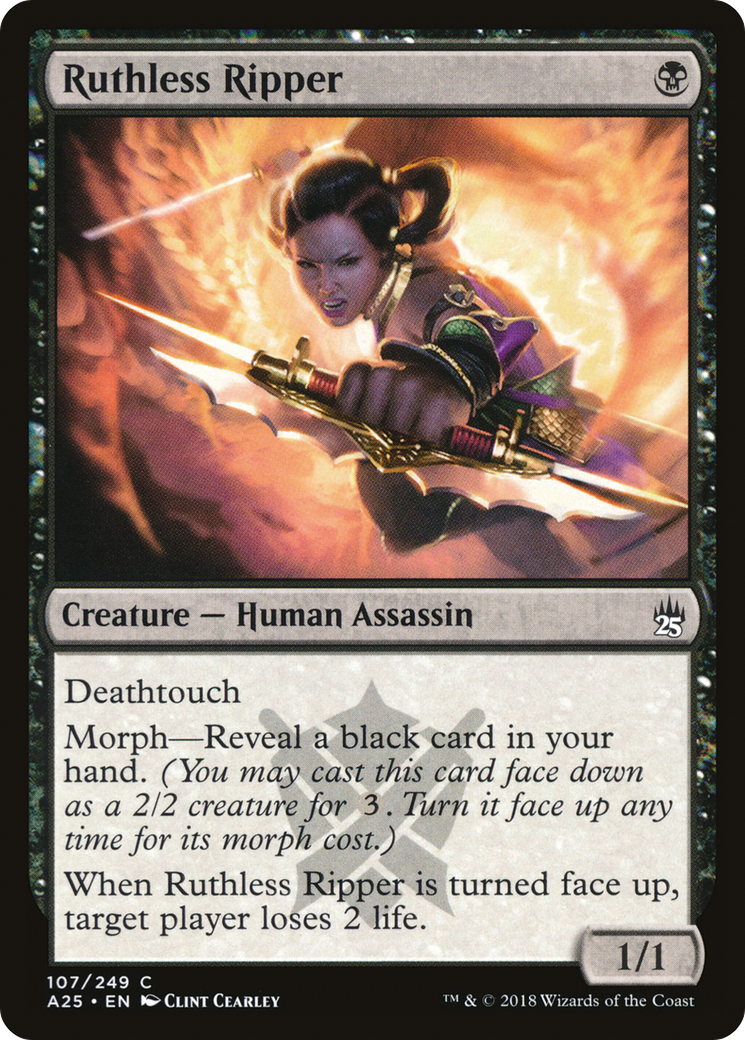 Ruthless Ripper
Creature — Human Assassin
25
Deathtouch
Morph—Reveal a black card in your
hand. (You may cast this card face down
as a 2/2 creature for 3. Turn it face up any
time for its morph cost.)
When Ruthless Ripper is turned face up,
target player loses 2 life.
1/1
107/249 C
A25 • EN Clint Cearley
™ & © 2018 Wizards of the Coast